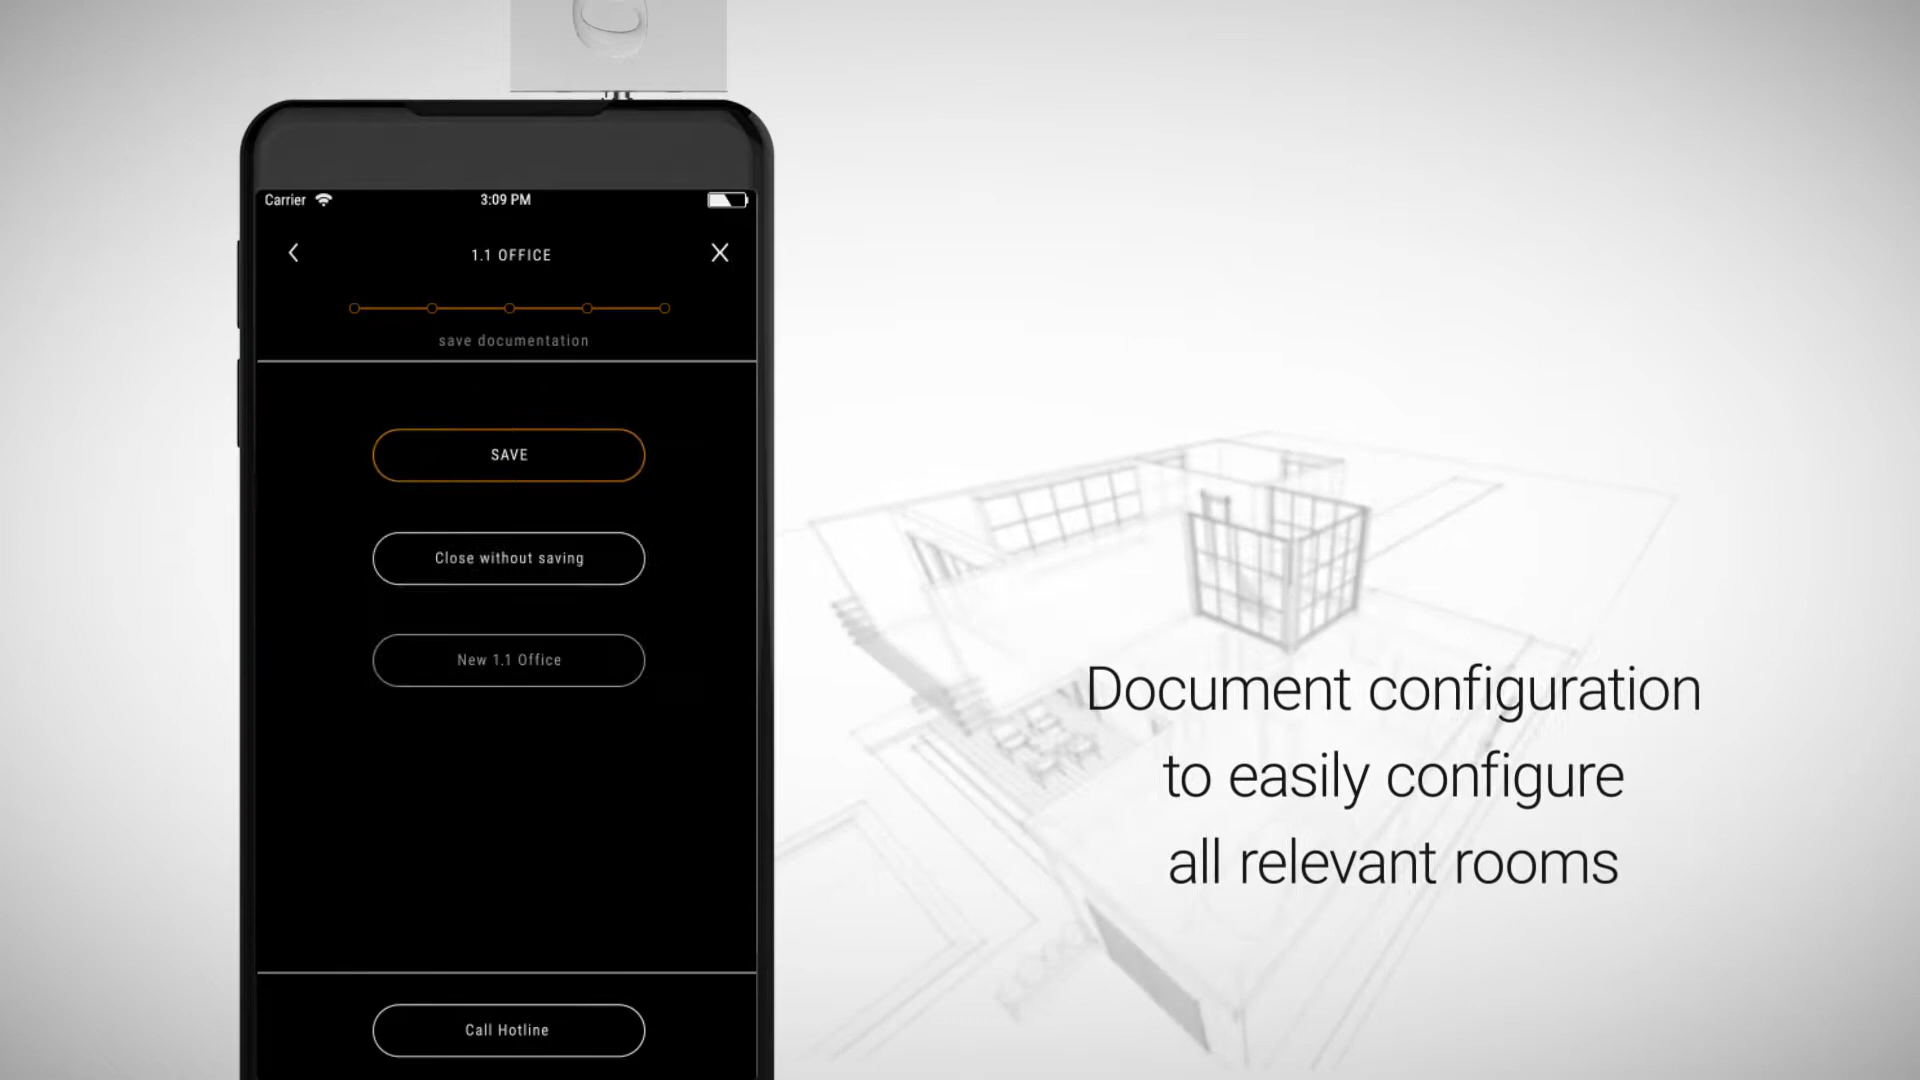 Carrier 3:09 PM
1.1 OFFICE
save documentation
SAVE
Close without saving
New 1.1 Office
Call Hotline
Document configuration
to easily configure
all relevant rooms